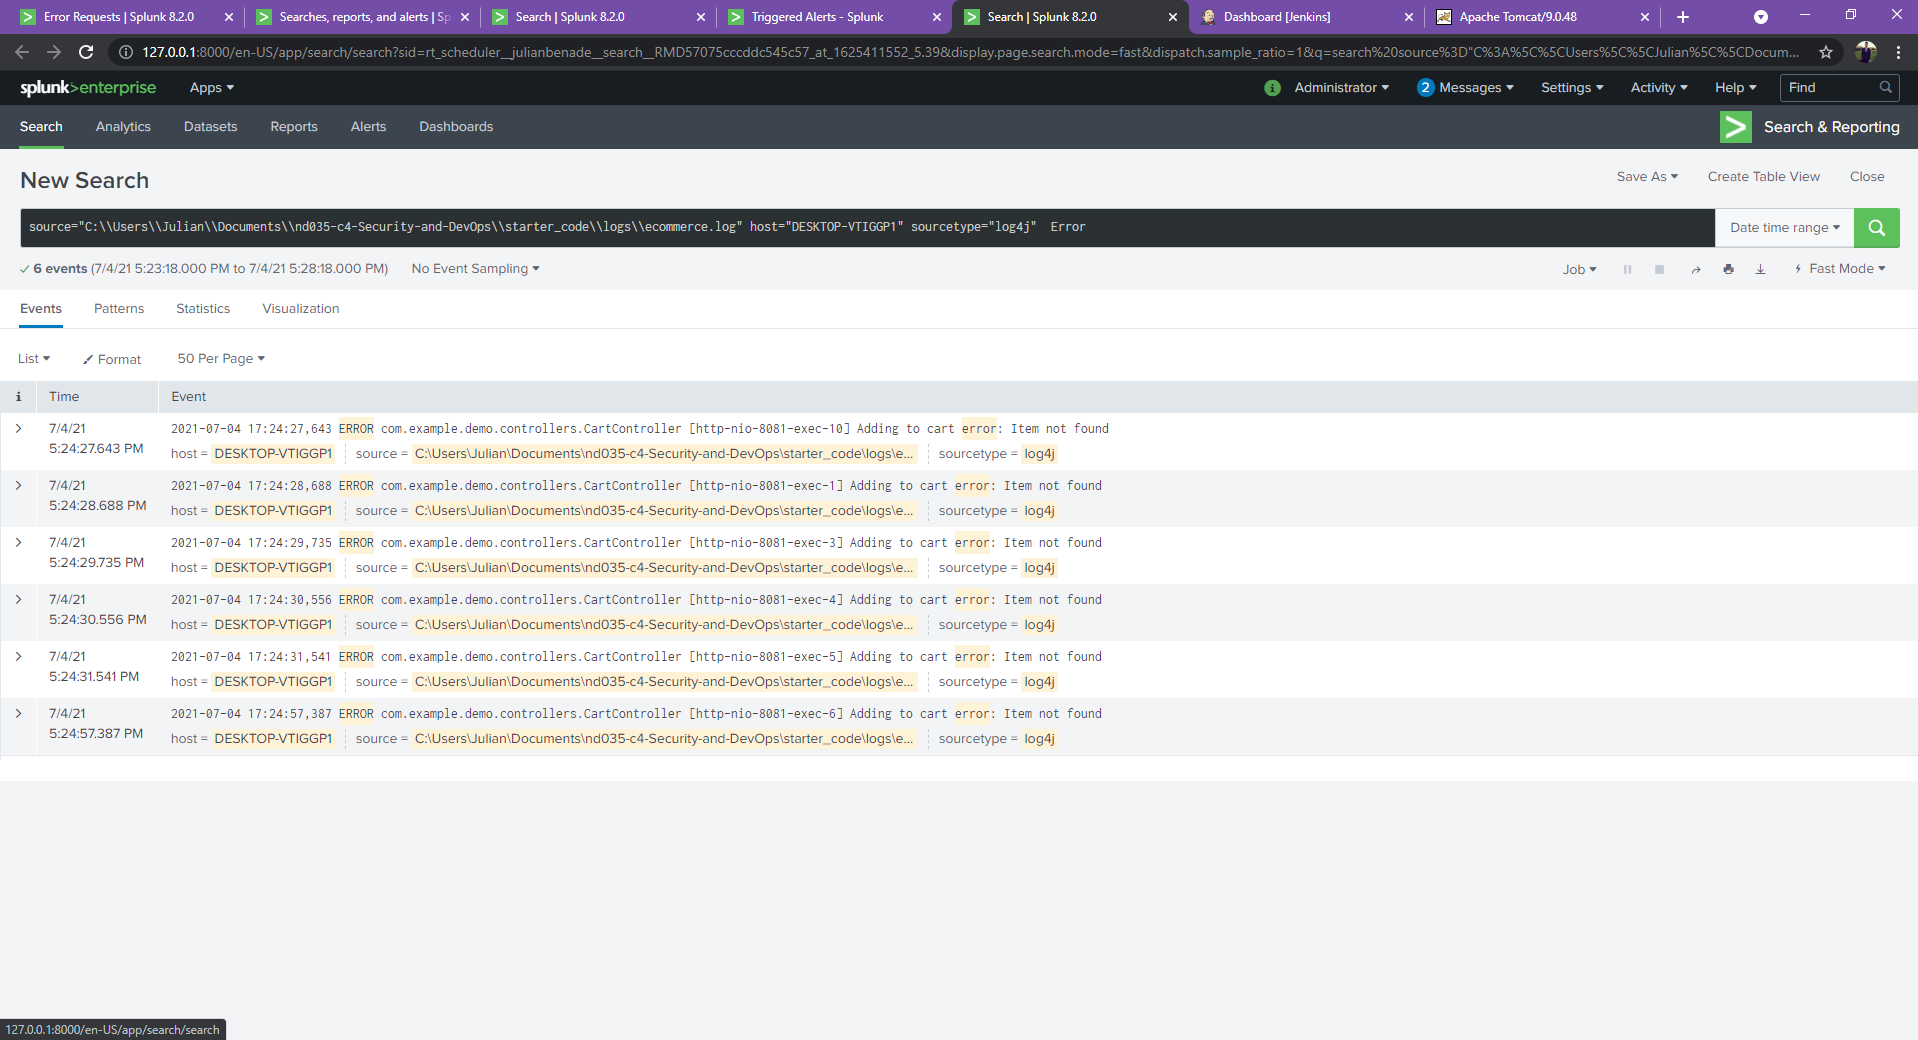 Error Requests | Splunk 8.2.0
Searches, reports, and alerts | Sp
Search | Splunk 8.2.0
Triggered Alerts - Splunk
Search | Splunk 8.2.0
Dashboard [Jenkins]
Apache Tomcat/9.0.48
127.0.0.1:8000/en-US/app/search/search?sid=rt_scheduler__julianbenade__search__RMD57075cccddc545c57_at_1625411552_5.39&display.page.search.mode=fast&dispatch.sample_ratio=1&q=search%20source%3D"C%3A%5C%5CUsers%5C%5CJulian%5C%5CDocum...
splunk>enterprise
Apps
i
Administrator
2 Messages
Settings
Activity
Help
Find
Search
Analytics
Datasets
Reports
Alerts
Dashboards
Search & Reporting
New Search
Save As
Create Table View
Close
source="C:\\Users\\Julian\\Documents\\nd035-c4-Security-and-DevOps\\starter_code\\logs\\ecommerce.log" host="DESKTOP-VTIGGP1" sourcetype="log4j"  Error
Date time range
6 events (7/4/21 5:23:18.000 PM to 7/4/21 5:28:18.000 PM)
No Event Sampling
Job
Fast Mode
Events
Patterns
Statistics
Visualization
List
Format
50 Per Page
i
Time
Event
7/4/21
5:24:27.643 PM
2021-07-04 17:24:27,643 ERROR com.example.demo.controllers.CartController [http-nio-8081-exec-10] Adding to cart error: Item not found
host = DESKTOP-VTIGGP1 source = C:\Users\Julian\Documents\nd035-c4-Security-and-DevOps\starter_code\logs\e... sourcetype = log4j
7/4/21
5:24:28.688 PM
2021-07-04 17:24:28,688 ERROR com.example.demo.controllers.CartController [http-nio-8081-exec-1] Adding to cart error: Item not found
host = DESKTOP-VTIGGP1 source = C:\Users\Julian\Documents\nd035-c4-Security-and-DevOps\starter_code\logs\e... sourcetype = log4j
7/4/21
5:24:29.735 PM
2021-07-04 17:24:29,735 ERROR com.example.demo.controllers.CartController [http-nio-8081-exec-3] Adding to cart error: Item not found
host = DESKTOP-VTIGGP1 source = C:\Users\Julian\Documents\nd035-c4-Security-and-DevOps\starter_code\logs\e... sourcetype = log4j
7/4/21
5:24:30.556 PM
2021-07-04 17:24:30,556 ERROR com.example.demo.controllers.CartController [http-nio-8081-exec-4] Adding to cart error: Item not found
host = DESKTOP-VTIGGP1 source = C:\Users\Julian\Documents\nd035-c4-Security-and-DevOps\starter_code\logs\e... sourcetype = log4j
7/4/21
5:24:31.541 PM
2021-07-04 17:24:31,541 ERROR com.example.demo.controllers.CartController [http-nio-8081-exec-5] Adding to cart error: Item not found
host = DESKTOP-VTIGGP1 source = C:\Users\Julian\Documents\nd035-c4-Security-and-DevOps\starter_code\logs\e... sourcetype = log4j
7/4/21
5:24:57.387 PM
2021-07-04 17:24:57,387 ERROR com.example.demo.controllers.CartController [http-nio-8081-exec-6] Adding to cart error: Item not found
host = DESKTOP-VTIGGP1 source = C:\Users\Julian\Documents\nd035-c4-Security-and-DevOps\starter_code\logs\e... sourcetype = log4j
127.0.0.1:8000/en-US/app/search/search